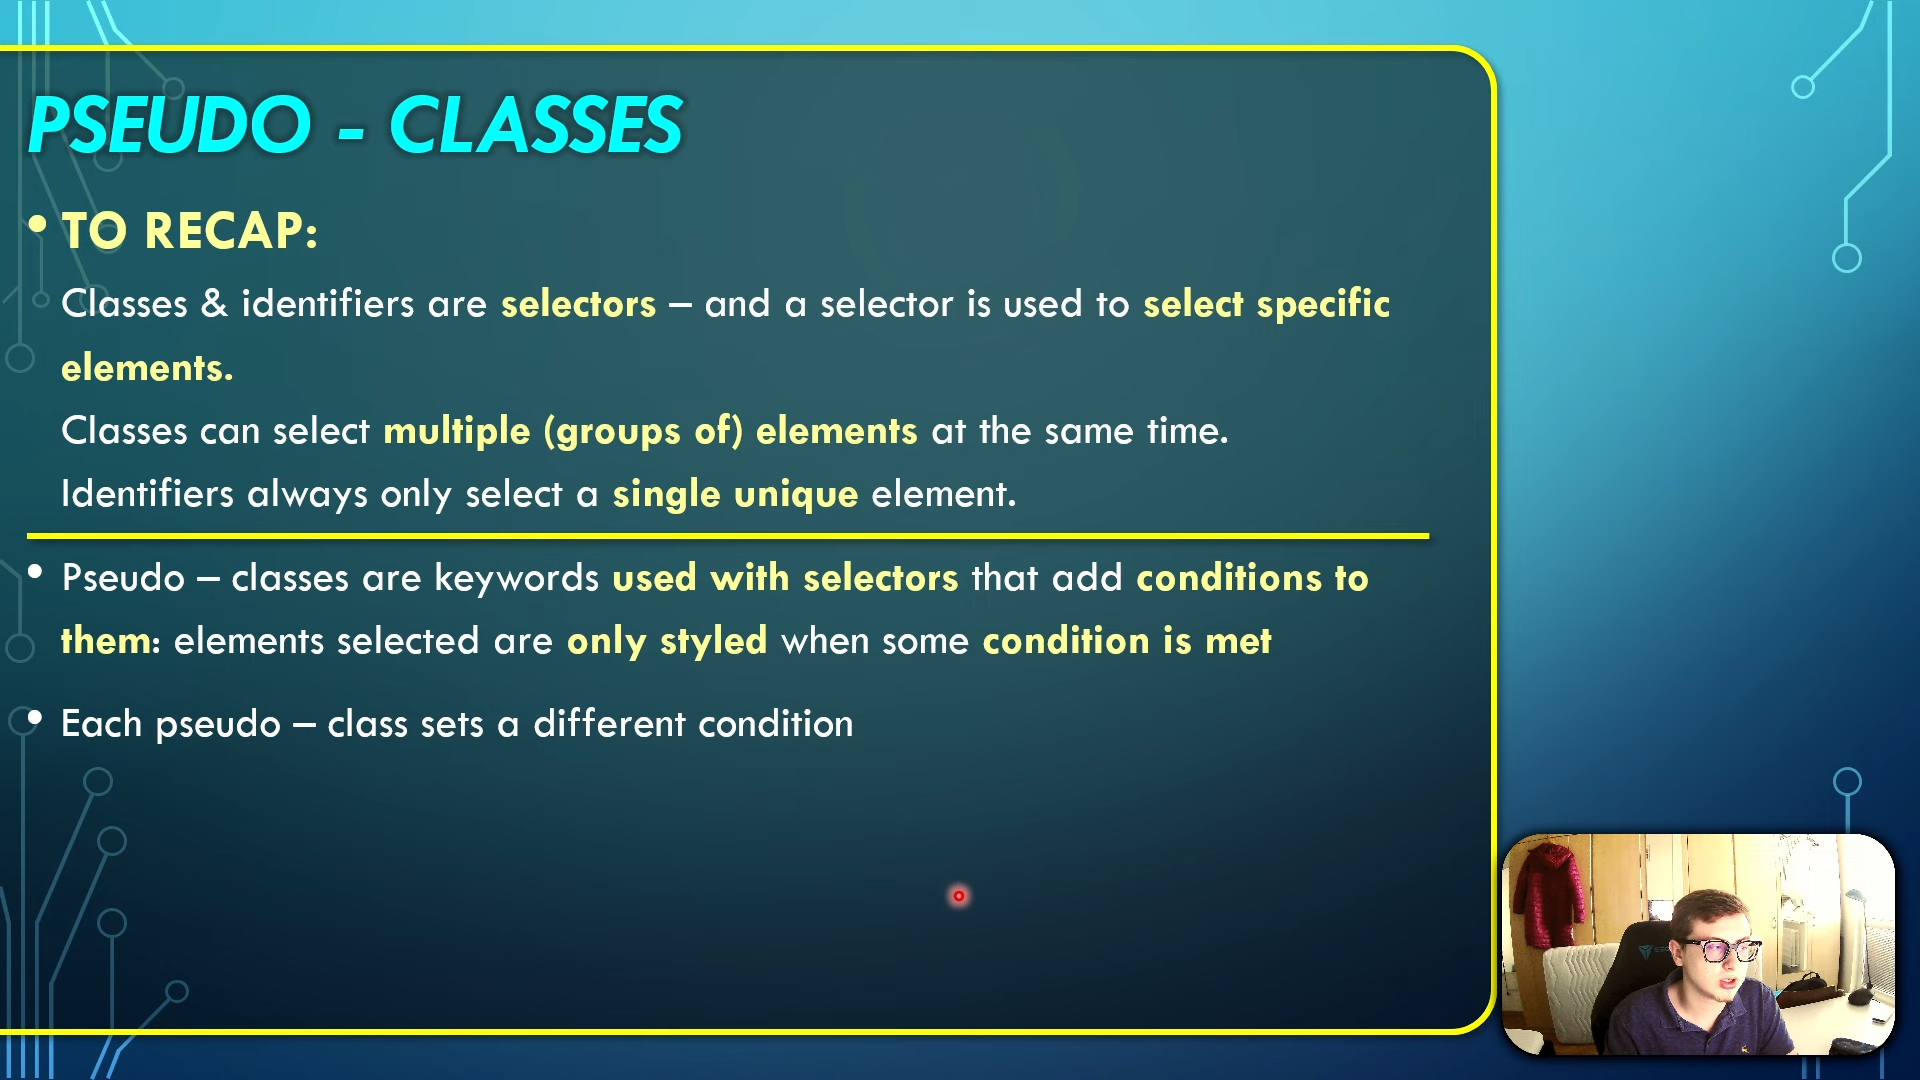 PSEUDO - CLASSES
• TO RECAP:
Classes & identifiers are selectors – and a selector is used to select specific
elements.
Classes can select multiple (groups of) elements at the same time.
Identifiers always only select a single unique element.
• Pseudo – classes are keywords used with selectors that add conditions to
them: elements selected are only styled when some condition is met
• Each pseudo – class sets a different condition